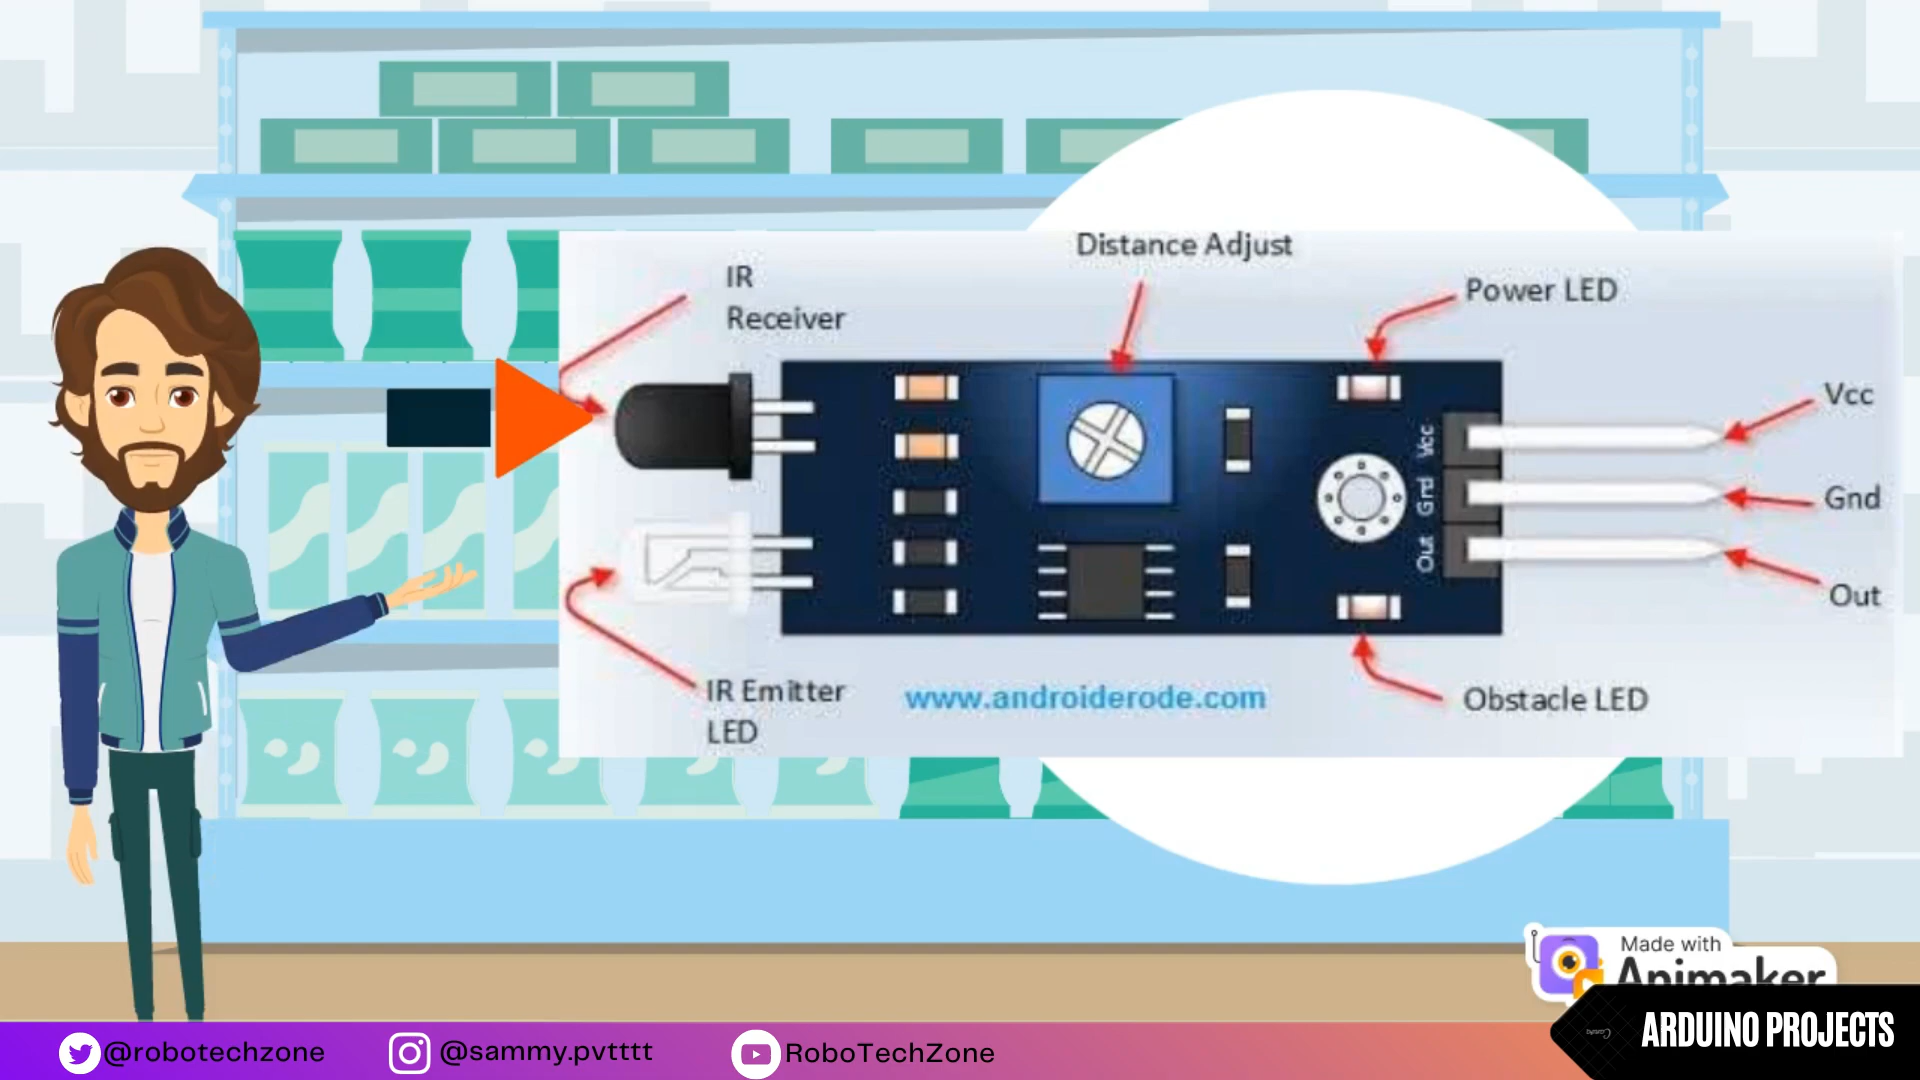 Distance Adjust
IR
Receiver
Power LED
Vcc
Gnd
Out
Vcc
Gnd
Out
IR Emitter
LED
www.androiderode.com
Obstacle LED
Made with
Animaker
@robotechzone
@sammy.pvtttt
RoboTechZone
ARDUINO PROJECTS